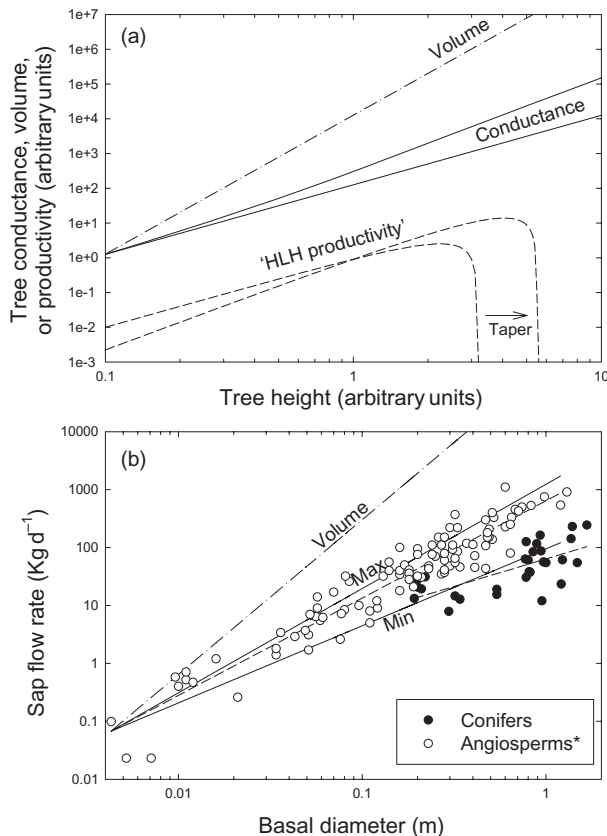 (a)
Tree conductance, volume,
or productivity (arbitrary units)
1e+7
1e+6
1e+5
1e+4
1e+3
1e+2
1e+1
1e+0
1e-1
1e-2
1e-3
Volume
Conductance
'HLH productivity'
Taper
0.1
1
10
Tree height (arbitrary units)
(b)
Sap flow rate (Kg d−1)
10000
1000
100
10
1
0.1
0.01
Volume
Max
Min
Conifers
Angiosperms*
0.01
0.1
1
Basal diameter (m)